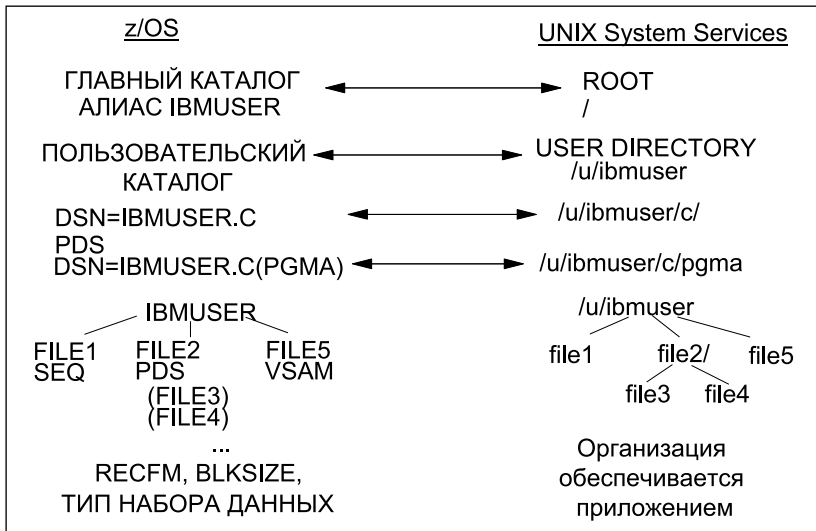 z/OS
UNIX System Services
ГЛАВНЫЙ КАТАЛОГ
АЛИАС IBMUSER
ROOT
/
ПОЛЬЗОВАТЕЛЬСКИЙ
КАТАЛОГ
USER DIRECTORY
/u/ibmuser
DSN=IBMUSER.C
PDS
/u/ibmuser/c/
DSN=IBMUSER.C(PGMA)
/u/ibmuser/c/pgma
IBMUSER
FILE1
SEQ
FILE2
PDS
(FILE3)
(FILE4)
FILE5
VSAM
/u/ibmuser
file1
file2/
file5
file3
file4
...
RECFM, BLKSIZE,
ТИП НАБОРА ДАННЫХ
Организация
обеспечивается
приложением